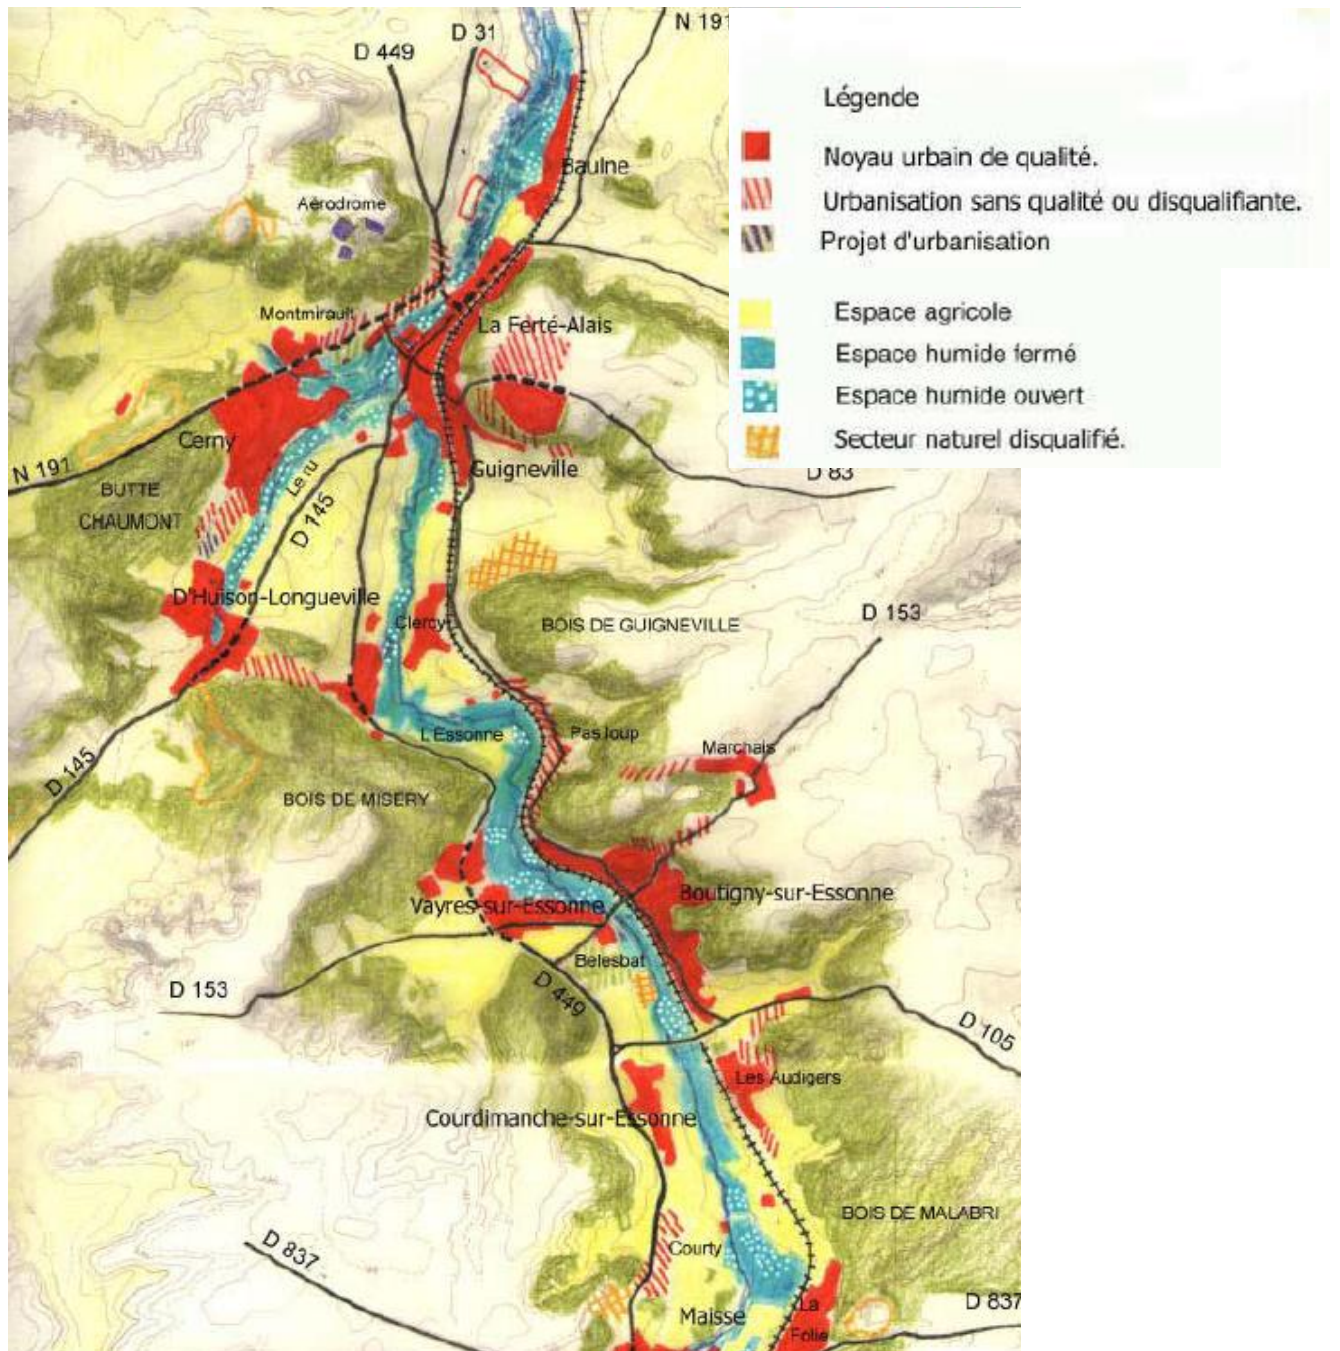 N 191
D 31
D 449
Légende
Noyau urbain de qualité.
Baulne
Urbanisation sans qualité ou disqualifiante.
Aérodrome
Projet d'urbanisation
Montmirault
La Ferté-Alais
Espace agricole
Espace humide fermé
Espace humide ouvert
Cerny
Secteur naturel disqualifié.
N 191
Guigneville
D 83
BUTTE
CHAUMONT
Le ru
D 145
D'Huison-Longueville
Clercy
BOIS DE GUIGNEVILLE
D 153
L'Essonne
Pas loup
Marchais
D 145
BOIS DE MISERY
Boutigny-sur-Essonne
Vayres-sur-Essonne
Belesbat
D 153
D 449
D 105
Les Audigers
Courdimanche-sur-Essonne
BOIS DE MALABRI
D 837
Courty
D 837
Maisse
La
Folie